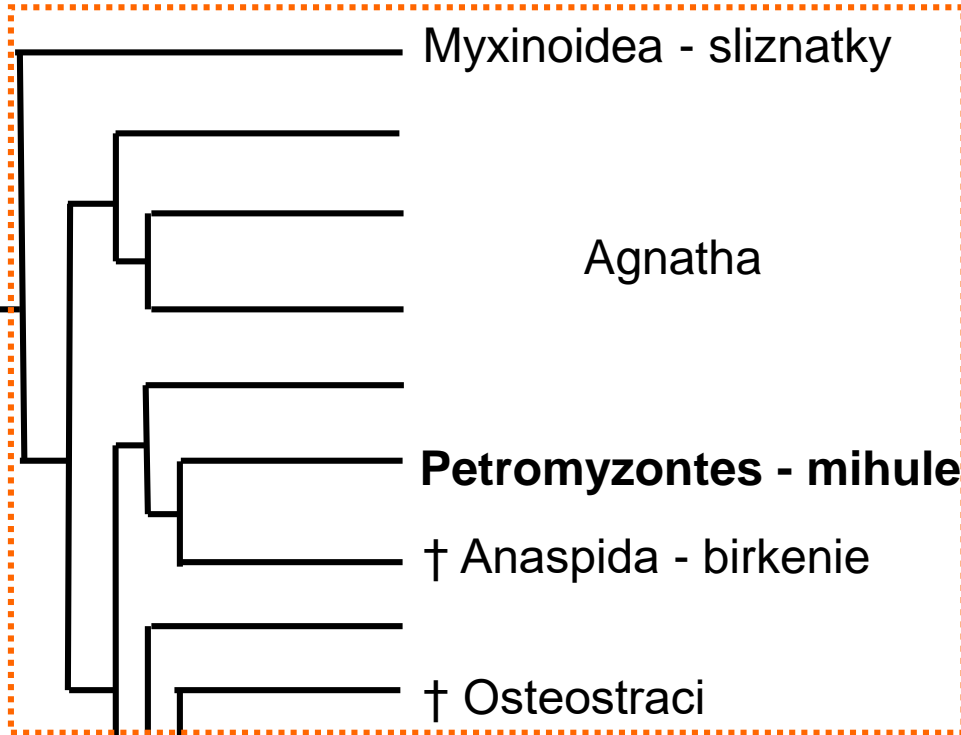 Myxinoidea - sliznatky
Agnatha
Petromyzontes - mihule
† Anaspida - birkenie
† Osteostraci